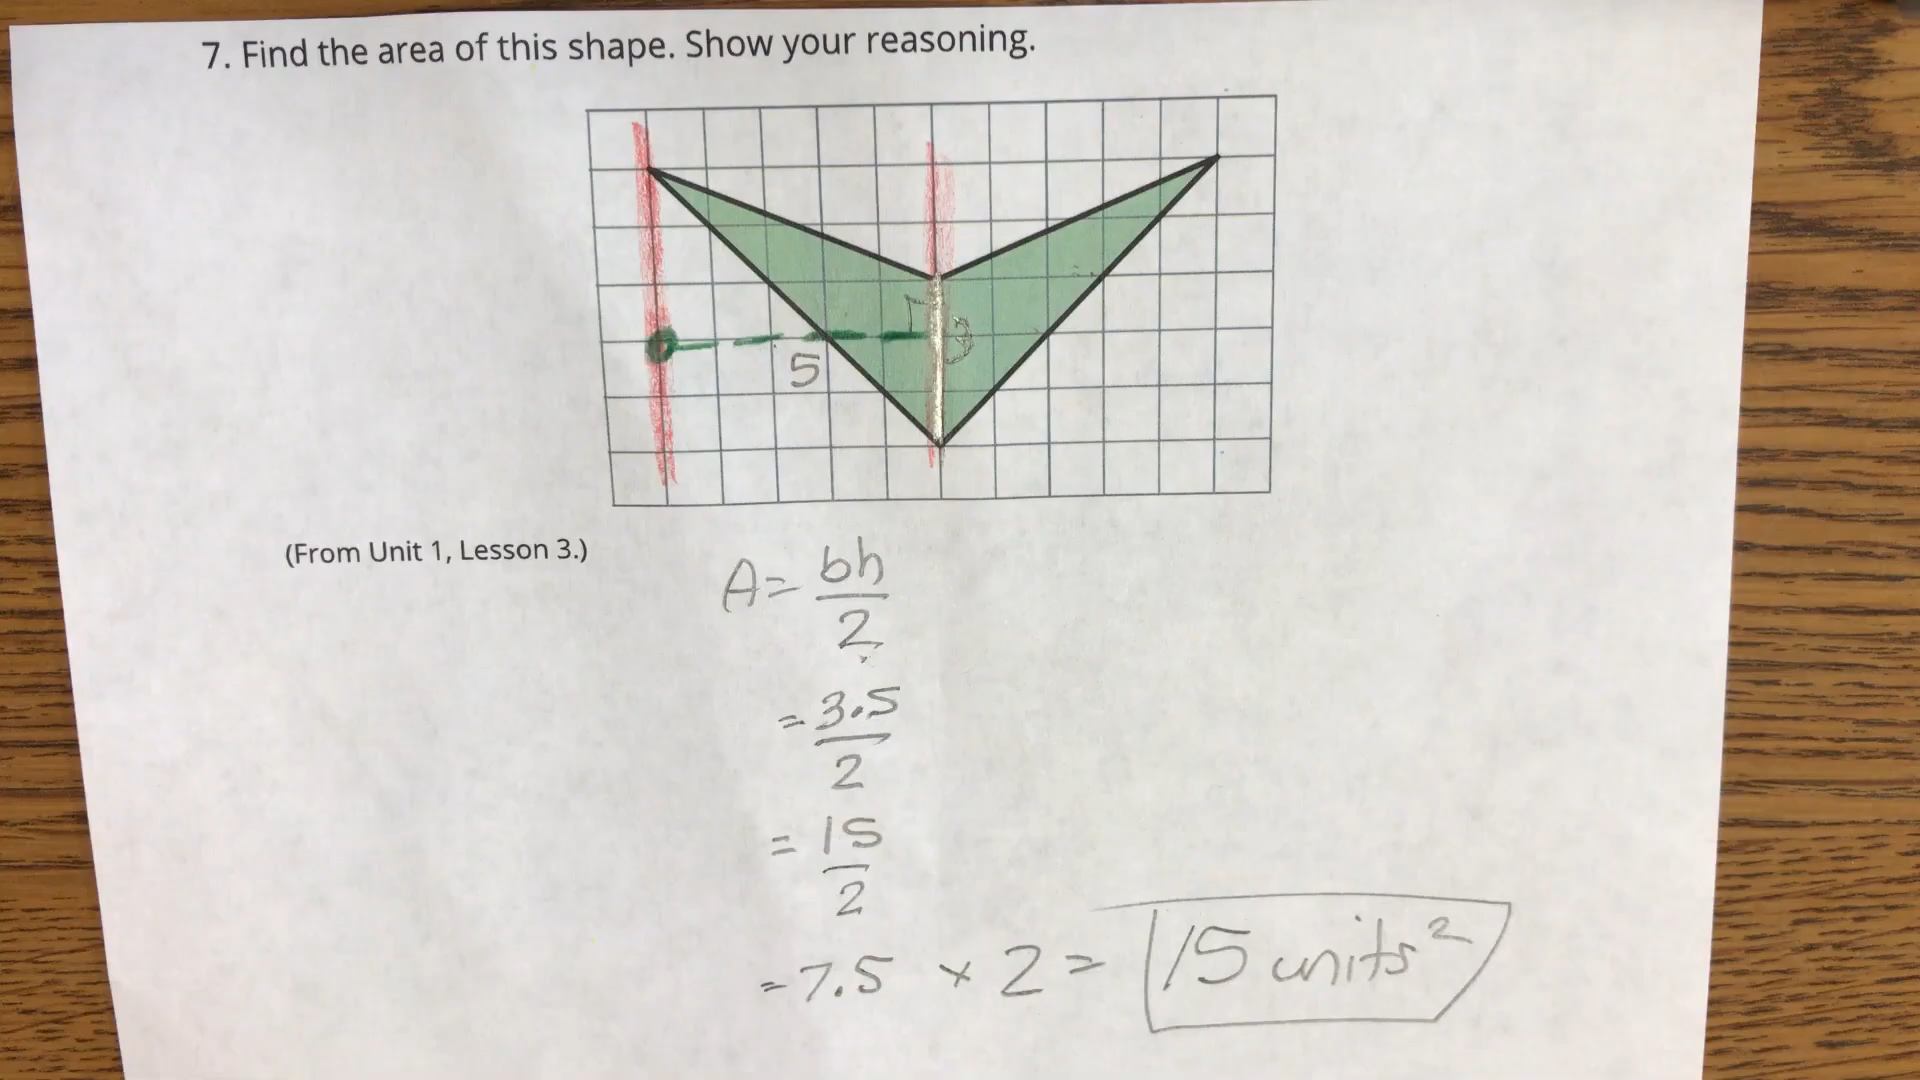 7. Find the area of this shape. Show your reasoning.
3
5
(From Unit 1, Lesson 3.)
A = bh
2
= 3.5
2
= 15
2
= 7.5 × 2 = 15 units²